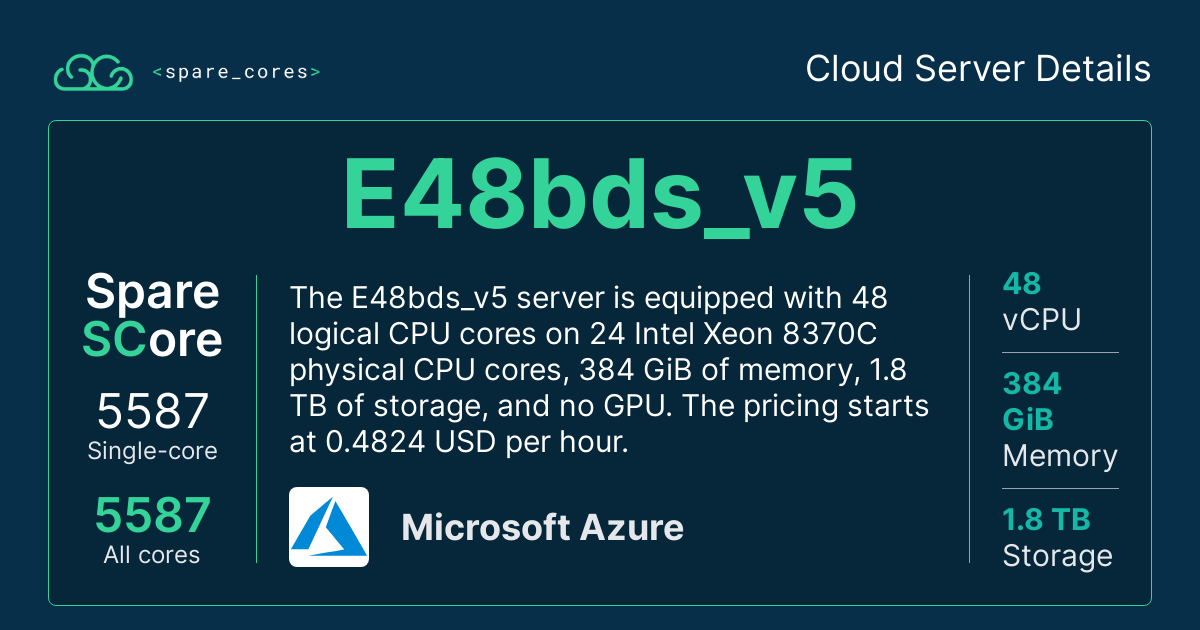 <spare_cores>
Cloud Server Details
E48bds_v5
Spare
SCore
5587
Single-core
5587
All cores
The E48bds_v5 server is equipped with 48
logical CPU cores on 24 Intel Xeon 8370C
physical CPU cores, 384 GiB of memory, 1.8
TB of storage, and no GPU. The pricing starts
at 0.4824 USD per hour.
Microsoft Azure
48
vCPU
384
GiB
Memory
1.8 TB
Storage